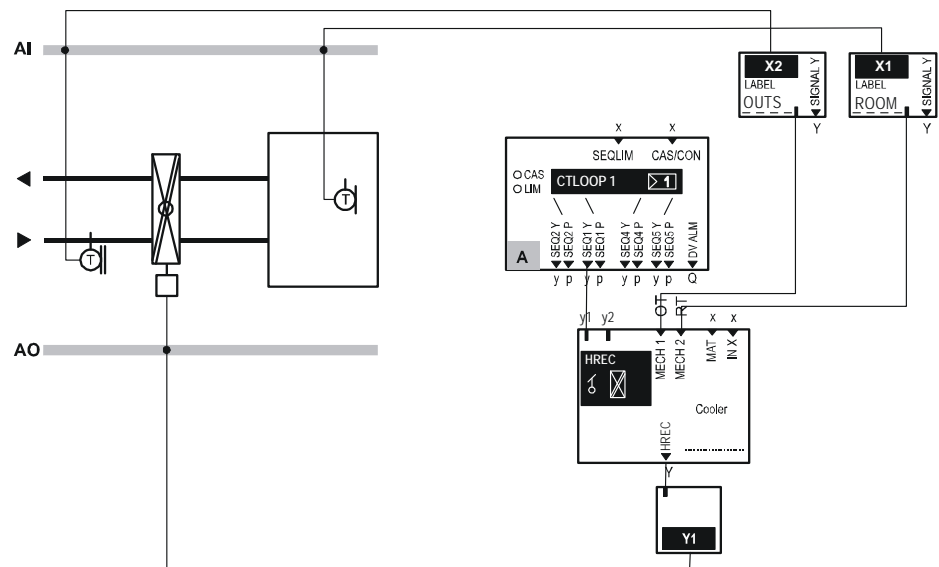 AI
X2
LABEL
OUTS
SIGNAL Y
Y
X1
LABEL
ROOM
SIGNAL Y
Y
x x
SEQLIM CAS/CON
CAS
LIM
CTLOOP 1
1
T
T
SEQ2 Y
SEQ2 P
SEQ1 Y
SEQ1 P
SEQ4 Y
SEQ4 P
SEQ5 Y
SEQ5 P
DV ALM
A
y p y p y p y p Q
OT
RT
y1 y2 x x
AO
HREC
MECH 1
MECH 2
MAT
IN X
Cooler
HREC
Y
Y1